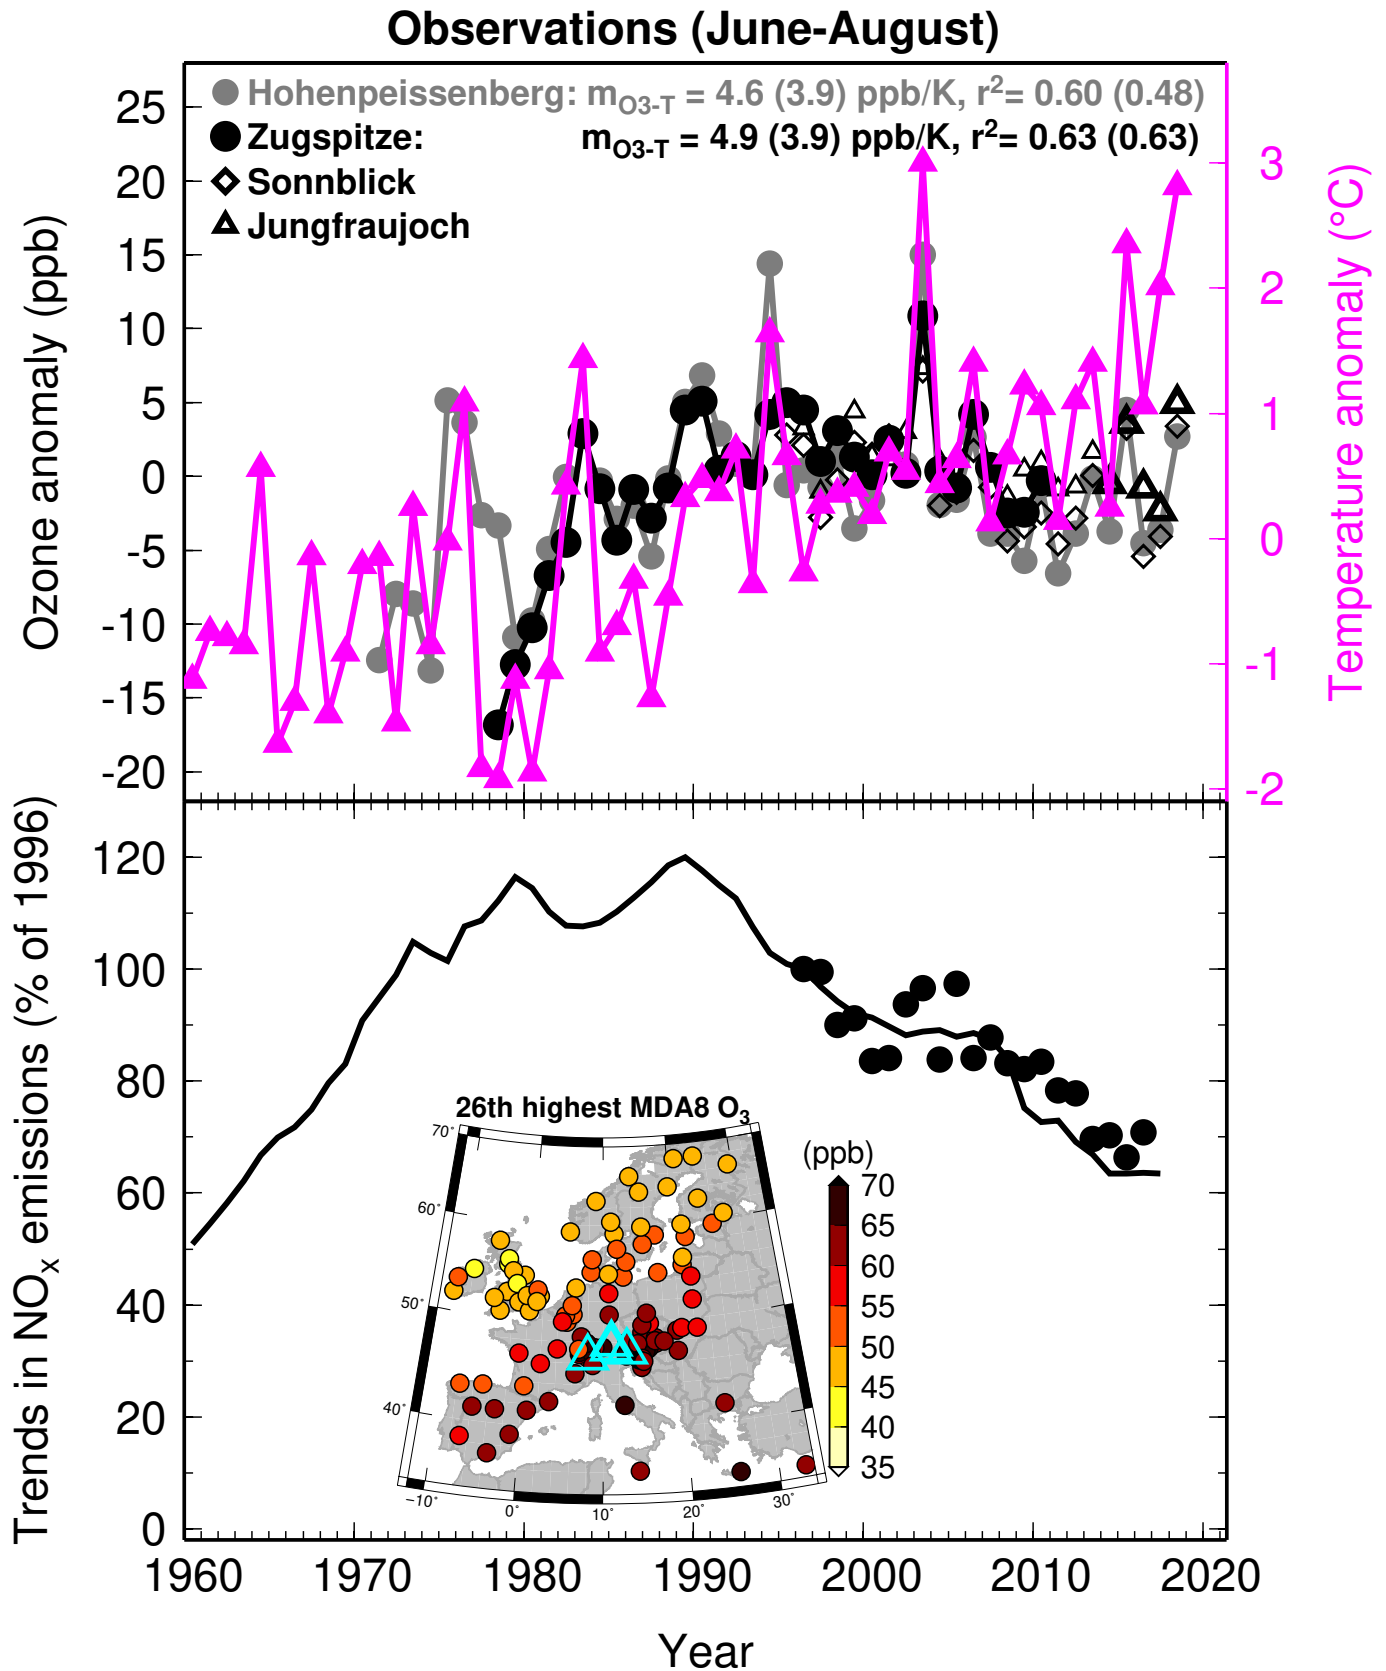 Observations (June-August)
Hohenpeissenberg: mO3-T = 4.6 (3.9) ppb/K, r2= 0.60 (0.48)
Zugspitze: mO3-T = 4.9 (3.9) ppb/K, r2= 0.63 (0.63)
Sonnblick
Jungfraujoch
Ozone anomaly (ppb)
25
20
15
10
5
0
-5
-10
-15
-20
Temperature anomaly (°C)
3
2
1
0
-1
-2
Trends in NOx emissions (% of 1996)
120
100
80
60
40
20
0
26th highest MDA8 O3
70°
60°
50°
40°
−10° 0° 10° 20° 30°
(ppb)
70
65
60
55
50
45
40
35
1960 1970 1980 1990 2000 2010 2020
Year